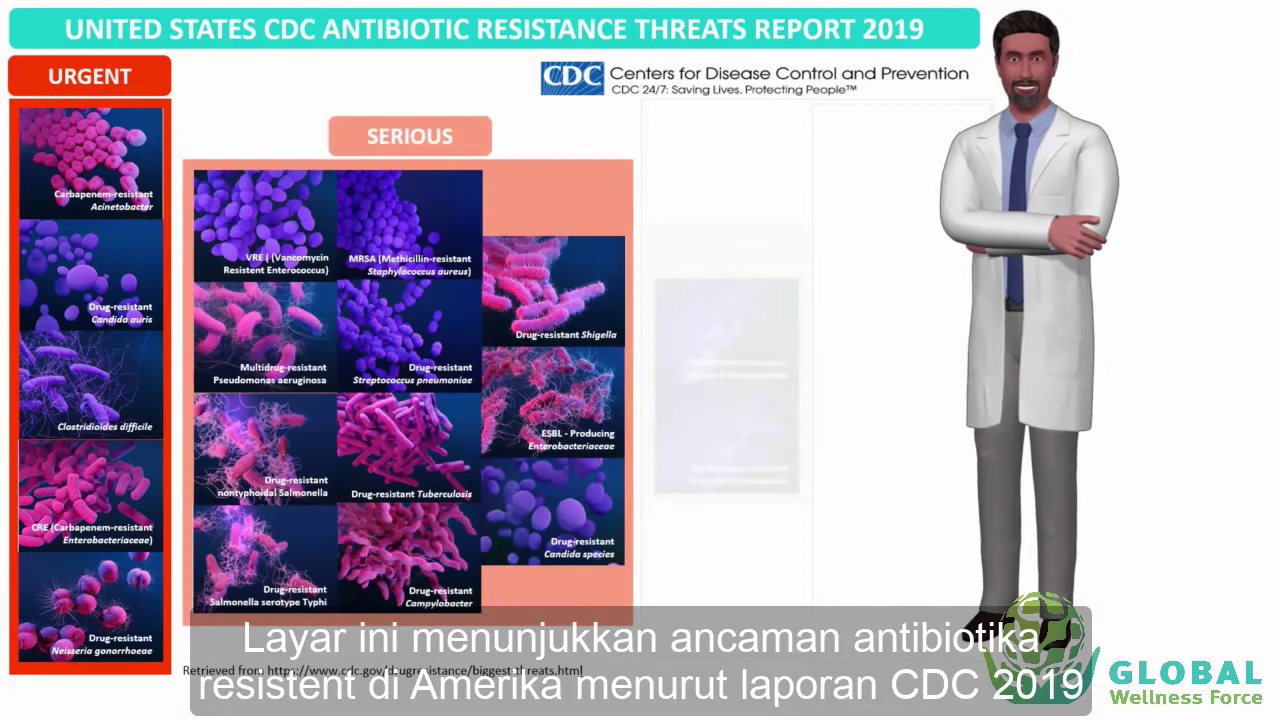 UNITED STATES CDC ANTIBIOTIC RESISTANCE THREATS REPORT 2019
URGENT
CDC
Centers for Disease Control and Prevention
CDC 24/7: Saving Lives. Protecting People™
SERIOUS
Carbapenem-resistant
Acinetobacter
Drug-resistant
Candida auris
Clostridioides difficile
CRE (Carbapenem-resistant
Enterobacteriaceae)
Drug-resistant
Neisseria gonorrhoeae
VRE ( (Vancomycin
Resistent Enterococcus)
MRSA (Methicillin-resistant
Staphylococcus aureus)
Multidrug-resistant
Pseudomonas aeruginosa
Drug-resistant
Streptococcus pneumoniae
Drug-resistant
nontyphoidal Salmonella
Drug-resistant Tuberculosis
Drug-resistant
Salmonella serotype Typhi
Drug-resistant
Campylobacter
Drug-resistant Shigella
ESBL - Producing
Enterobacteriaceae
Drug-resistant
Candida species
Retrieved from https://www.cdc.gov/drugresistance/biggest-threats.html
Layar ini menunjukkan ancaman antibiotika
resistent di Amerika menurut laporan CDC 2019
GLOBAL
Wellness Force